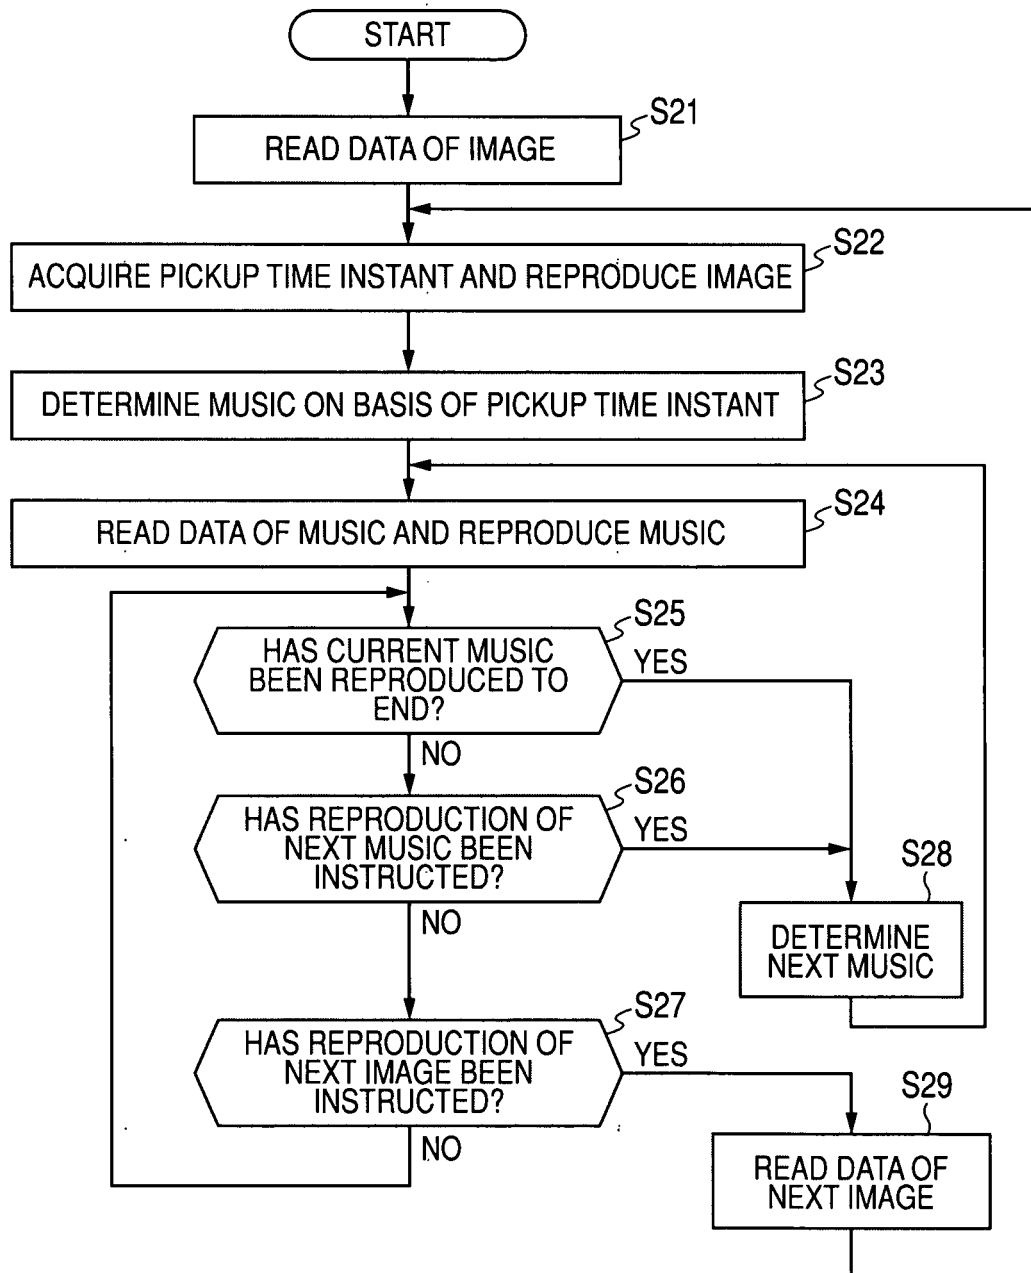 START
S21
READ DATA OF IMAGE
S22
ACQUIRE PICKUP TIME INSTANT AND REPRODUCE IMAGE
S23
DETERMINE MUSIC ON BASIS OF PICKUP TIME INSTANT
S24
READ DATA OF MUSIC AND REPRODUCE MUSIC
S25
HAS CURRENT MUSIC
BEEN REPRODUCED TO
END?
YES
NO
S26
HAS REPRODUCTION OF
NEXT MUSIC BEEN
INSTRUCTED?
YES
NO
S28
DETERMINE
NEXT MUSIC
S27
HAS REPRODUCTION OF
NEXT IMAGE BEEN
INSTRUCTED?
YES
NO
S29
READ DATA OF
NEXT IMAGE